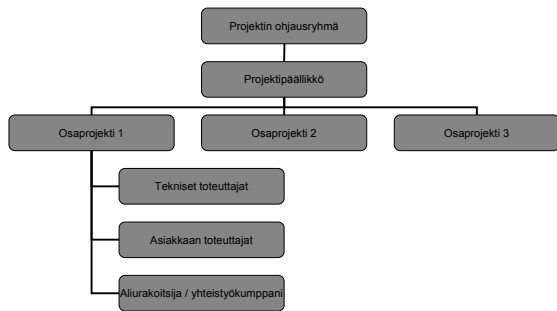 Projektin ohjausryhmä
Projektipäällikkö
Osaprojekti 1
Osaprojekti 2
Osaprojekti 3
Tekniset toteuttajat
Asiakkaan toteuttajat
Aliurakoitsija / yhteistyökumppani